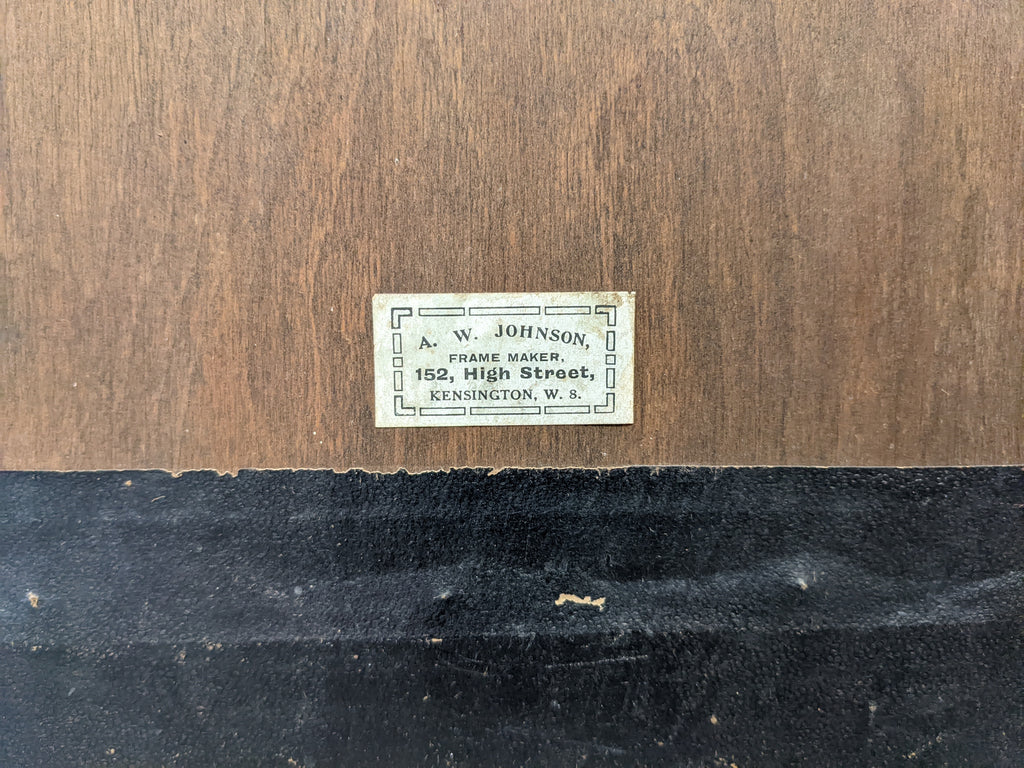 A. W. JOHNSON,
FRAME MAKER,
152, High Street,
KENSINGTON, W. 8.